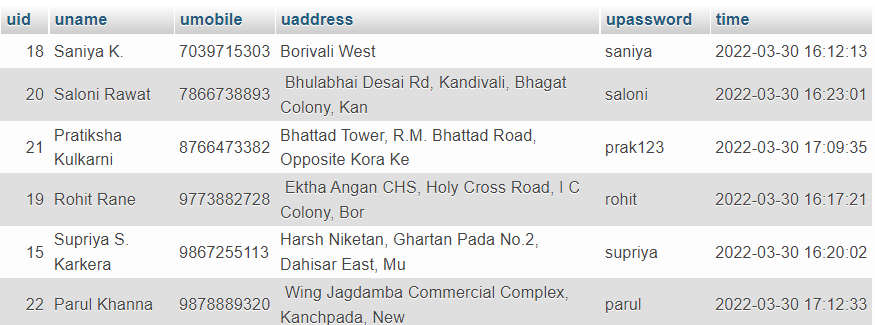 uid uname umobile uaddress upassword time
18 Saniya K. 7039715303 Borivali West saniya 2022-03-30 16:12:13
20 Saloni Rawat 7866738893 Bhulabhai Desai Rd, Kandivali, Bhagat saloni 2022-03-30 16:23:01
Colony, Kan
21 Pratiksha 8766473382 Bhattad Tower, R.M. Bhattad Road, prak123 2022-03-30 17:09:35
Kulkarni Opposite Kora Ke
19 Rohit Rane 9773882728 Ektha Angan CHS, Holy Cross Road, I C rohit 2022-03-30 16:17:21
Colony, Bor
15 Supriya S. 9867255113 Harsh Niketan, Ghartan Pada No.2, supriya 2022-03-30 16:20:02
Karkera Dahisar East, Mu
22 Parul Khanna 9878889320 Wing Jagdamba Commercial Complex, parul 2022-03-30 17:12:33
Kanchpada, New